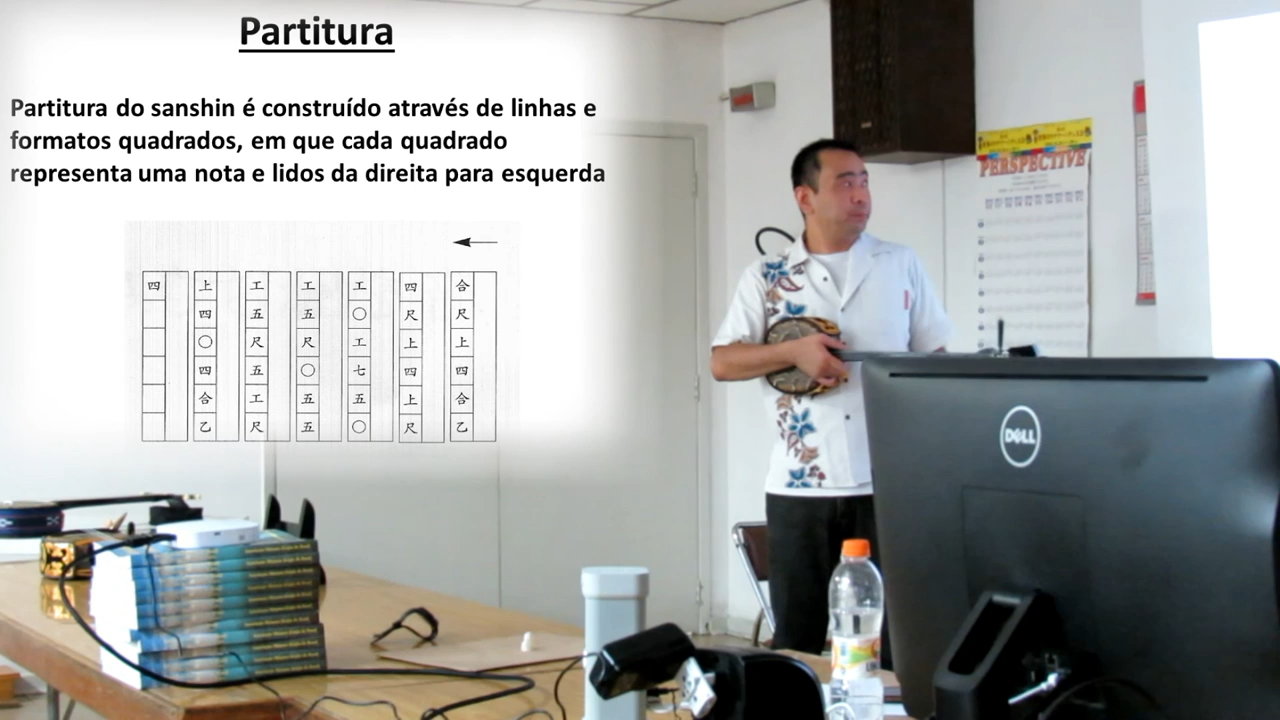 Partitura
Partitura do sanshin é construído através de linhas e
formatos quadrados, em que cada quadrado
representa uma nota e lidos da direita para esquerda
合尺上四合乙
四尺上四上尺
工○工七五○
工五尺○五五
工五尺五工尺
上四○四合乙
四
PERSPECTIVE
DELL